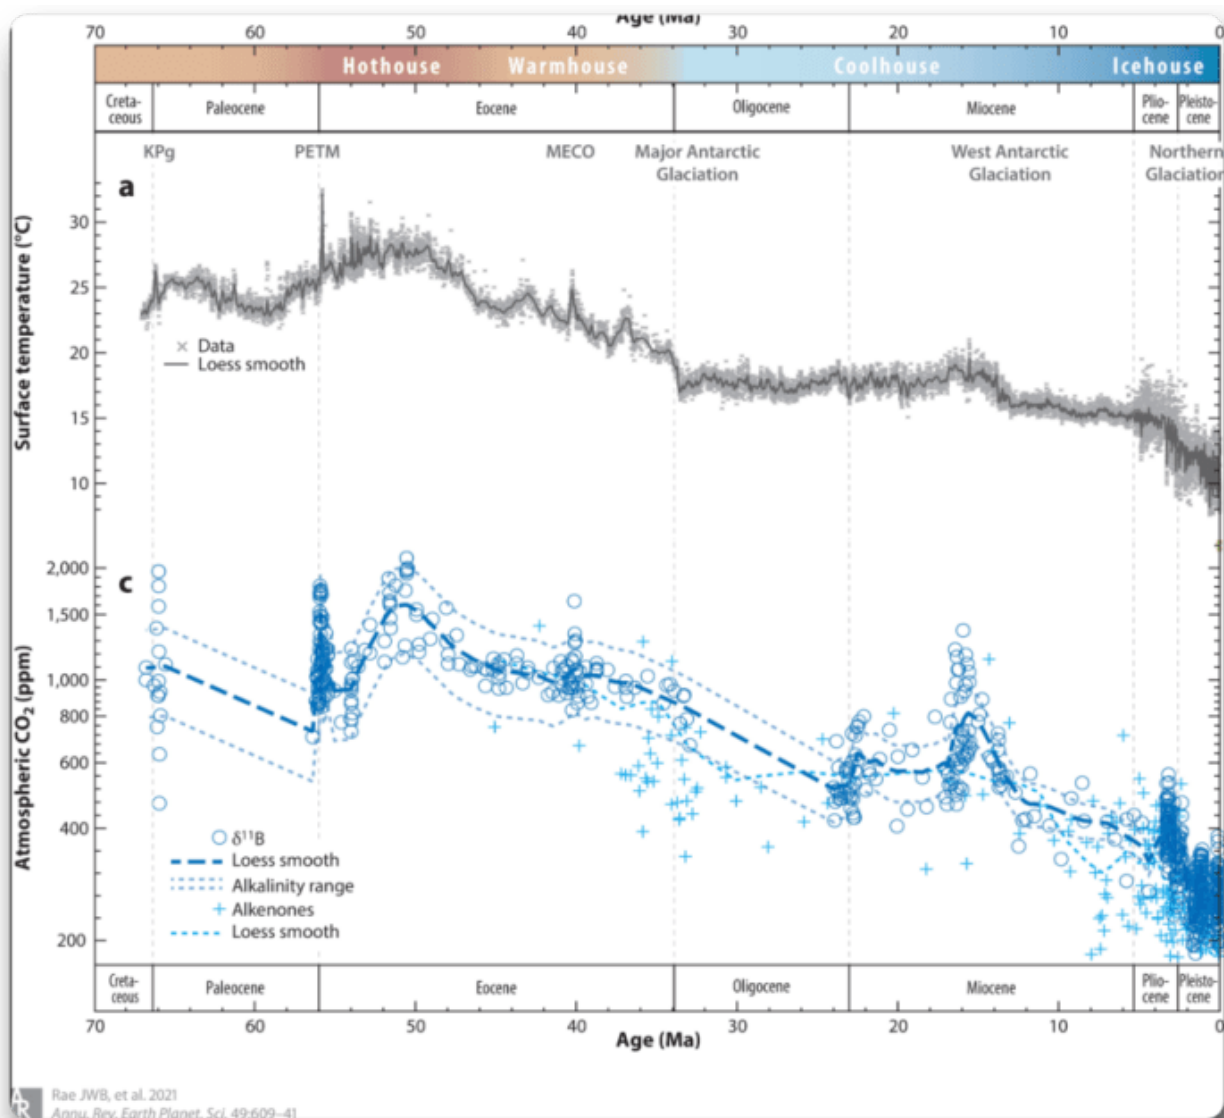 Age (Ma)
70 60 50 40 30 20 10 0
Hothouse Warmhouse Coolhouse Icehouse
Creta-
ceous
Paleocene
Eocene
Oligocene
Miocene
Plio-
cene
Pleisto-
cene
KPg
PETM
MECO
Major Antarctic
Glaciation
West Antarctic
Glaciation
Northern
Glaciation
a
Surface temperature (°C)
30
25
20
15
10
× Data
Loess smooth
c
Atmospheric CO₂ (ppm)
2,000
1,500
1,000
800
600
400
200
δ¹¹B
Loess smooth
Alkalinity range
+ Alkenones
Loess smooth
Creta-
ceous
Paleocene
Eocene
Oligocene
Miocene
Plio-
cene
Pleisto-
cene
70 60 50 40 30 20 10 0
Age (Ma)
AR
Rae JWB, et al. 2021
Annu. Rev. Earth Planet. Sci. 49:609–41